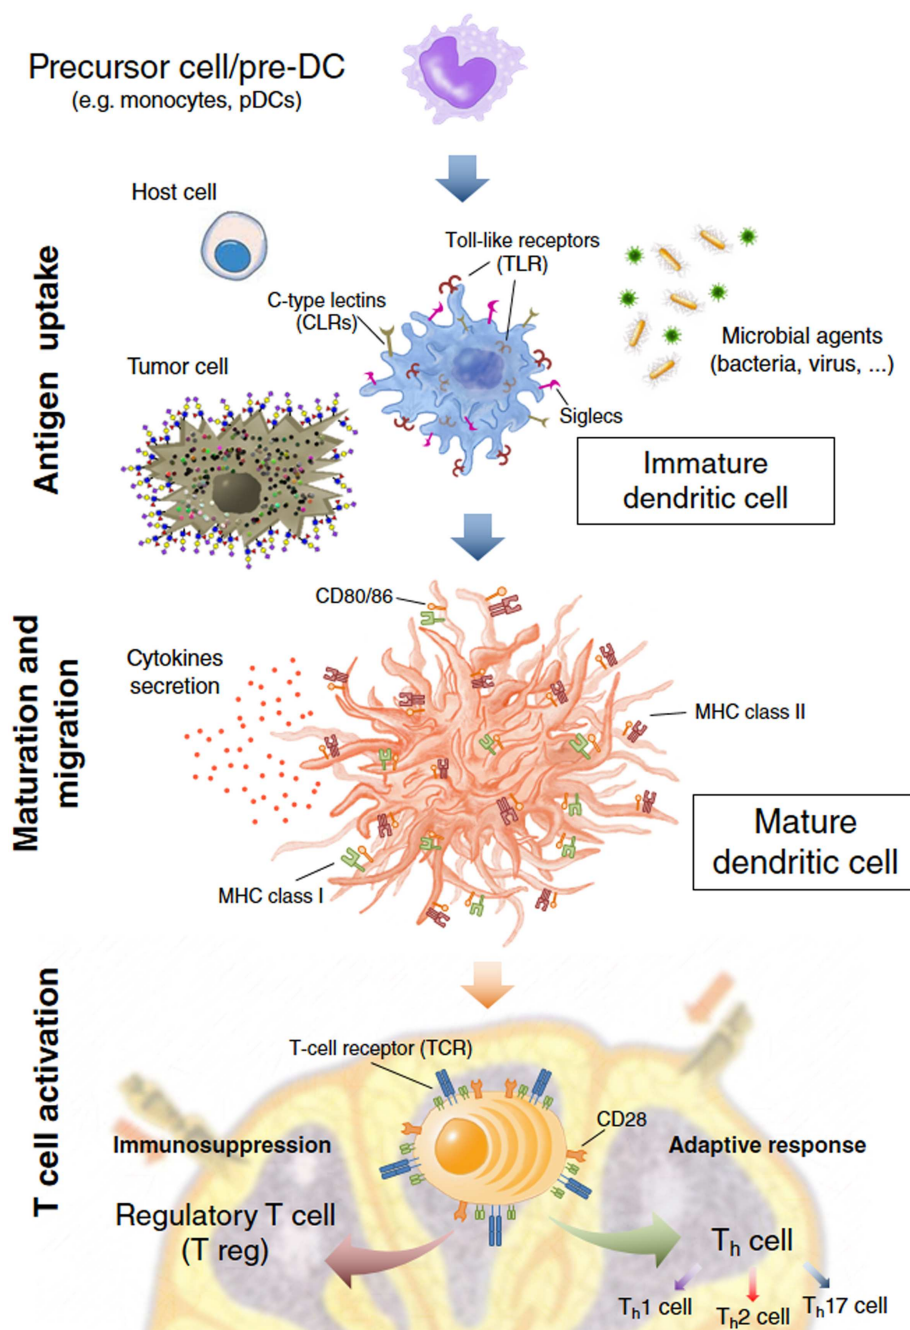 Precursor cell/pre-DC
(e.g. monocytes, pDCs)
Antigen uptake
Host cell
Toll-like receptors
(TLR)
C-type lectins
(CLRs)
Microbial agents
(bacteria, virus, ...)
Tumor cell
Siglecs
Immature
dendritic cell
Maturation and
migration
CD80/86
Cytokines
secretion
MHC class II
Mature
dendritic cell
MHC class I
T cell activation
T-cell receptor (TCR)
CD28
Immunosuppression
Adaptive response
Regulatory T cell
(T reg)
Th cell
Th1 cell
Th2 cell
Th17 cell